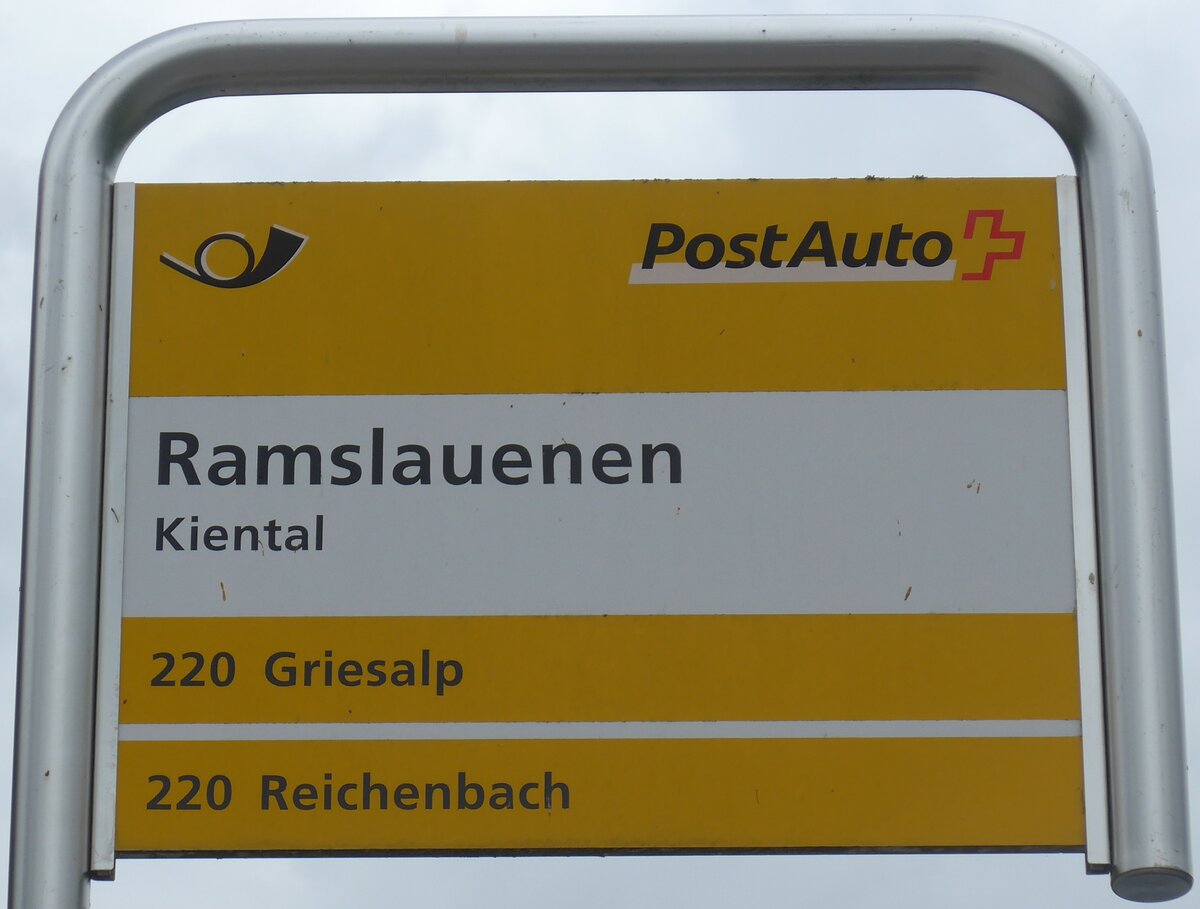 PostAuto
Ramslauenen
Kiental
220 Griesalp
220 Reichenbach